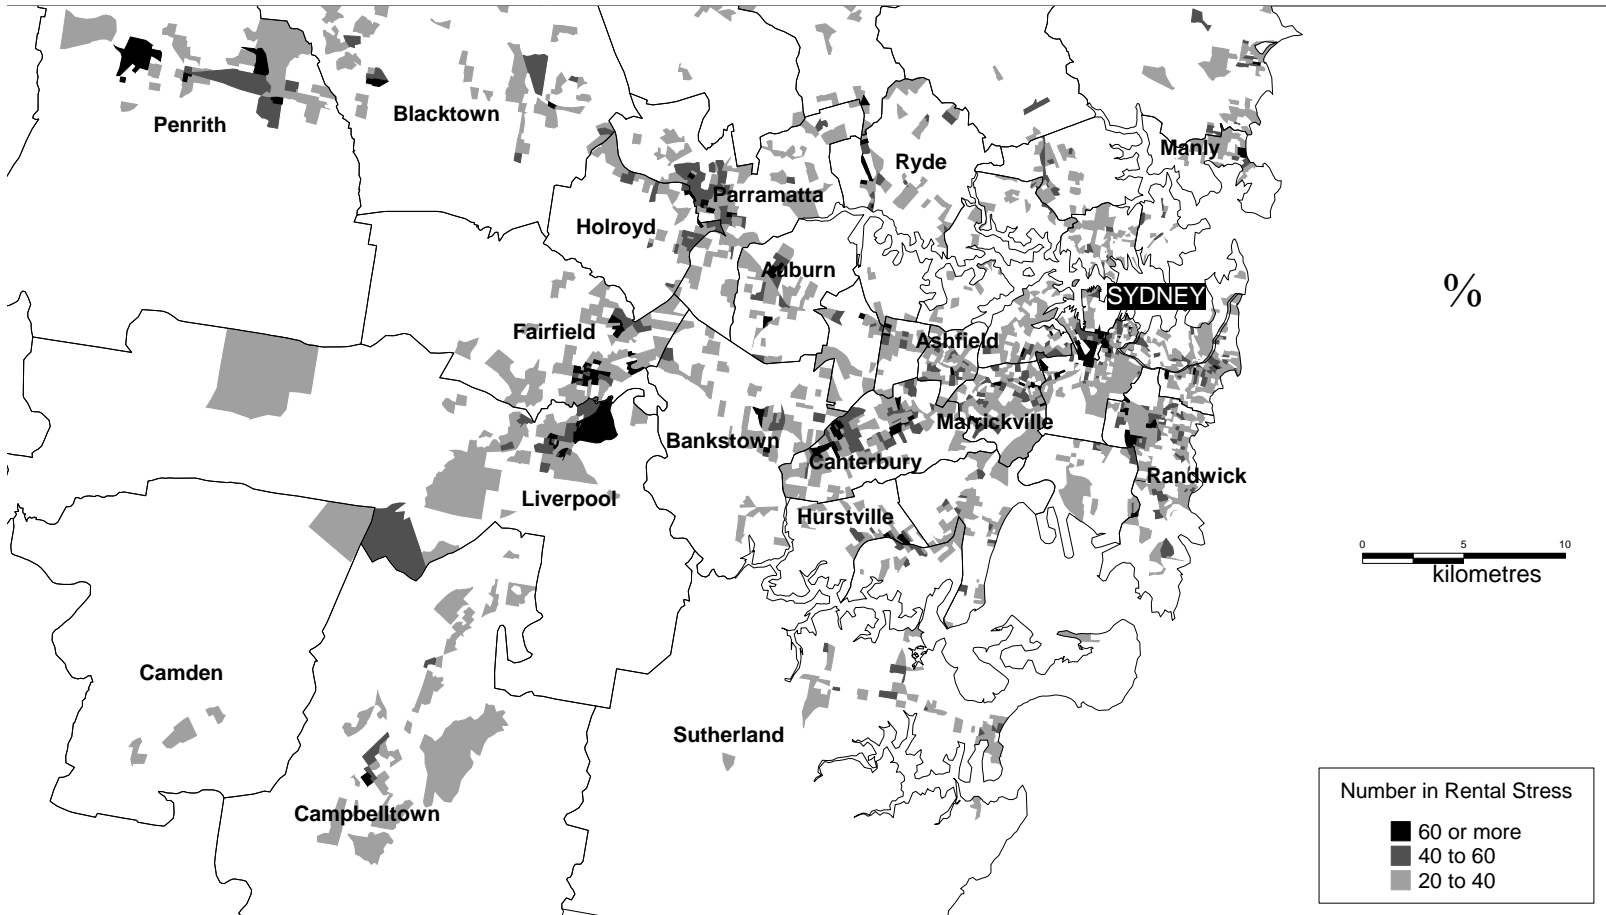 Penrith
Blacktown
Ryde
Manly
Parramatta
Holroyd
Auburn
SYDNEY
%
Fairfield
Ashfield
Marrickville
Bankstown
Canterbury
Randwick
Liverpool
Hurstville
0 5 10
kilometres
Camden
Sutherland
Campbelltown
Number in Rental Stress
60 or more
40 to 60
20 to 40